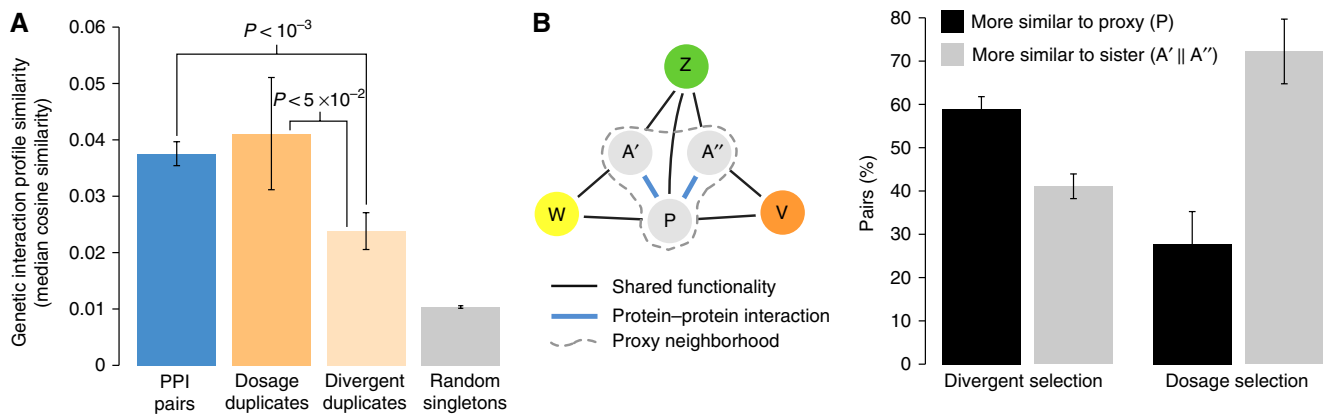 A
Genetic interaction profile similarity
(median cosine similarity)
0.06
0.05
0.04
0.03
0.02
0.01
0
P < 10⁻³
P < 5 ×10⁻²
PPI
pairs
Dosage
duplicates
Divergent
duplicates
Random
singletons
B
Z
A′
A″
W
P
V
Shared functionality
Protein–protein interaction
Proxy neighborhood
Pairs (%)
80
70
60
50
40
30
20
10
0
More similar to proxy (P)
More similar to sister (A′ || A″)
Divergent selection
Dosage selection